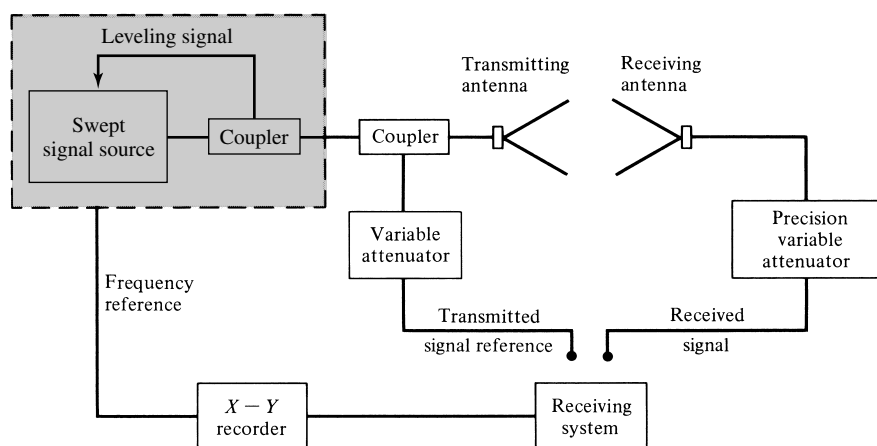 Leveling signal
Swept
signal source
Coupler
Coupler
Transmitting
antenna
Receiving
antenna
Variable
attenuator
Precision
variable
attenuator
Frequency
reference
Transmitted
signal reference
Received
signal
X – Y
recorder
Receiving
system